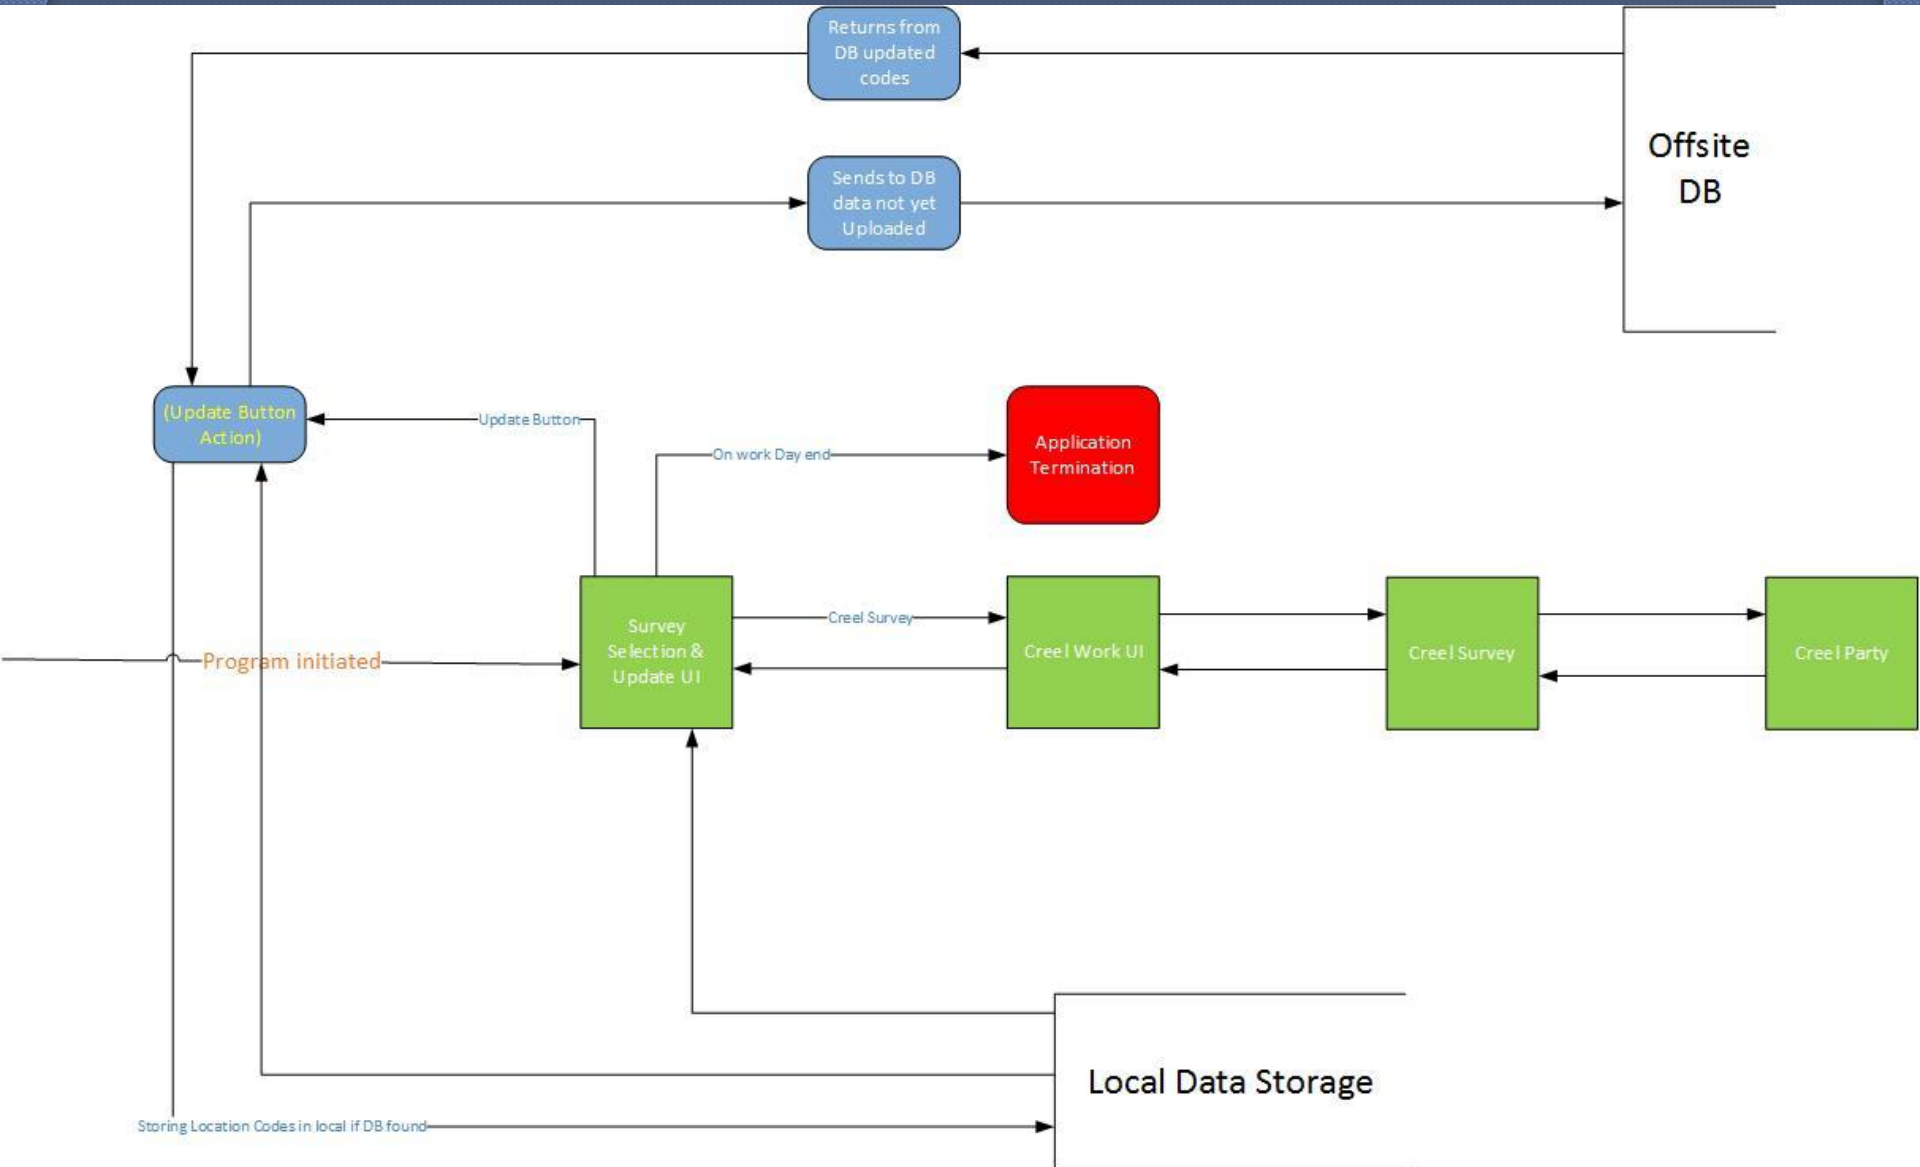 Returns from
DB updated
codes
Offsite
DB
Sends to DB
data not yet
Uploaded
(Update Button
Action)
Update Button
On work Day end
Application
Termination
Program initiated
Survey
Selection &
Update UI
Creel Survey
Creel Work UI
Creel Survey
Creel Party
Local Data Storage
Storing Location Codes in local if DB found